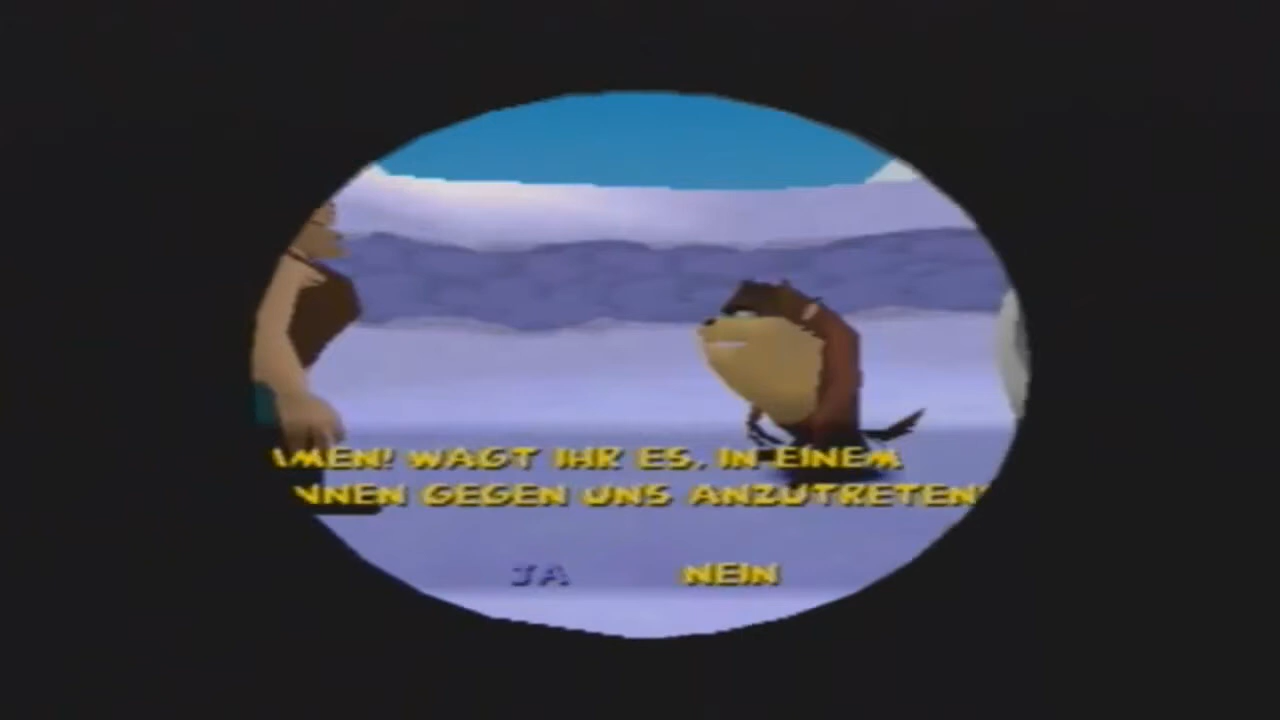 WAGT IHR ES, IN EINEM
GEGEN UNS ANZUTRETEN
JA NEIN